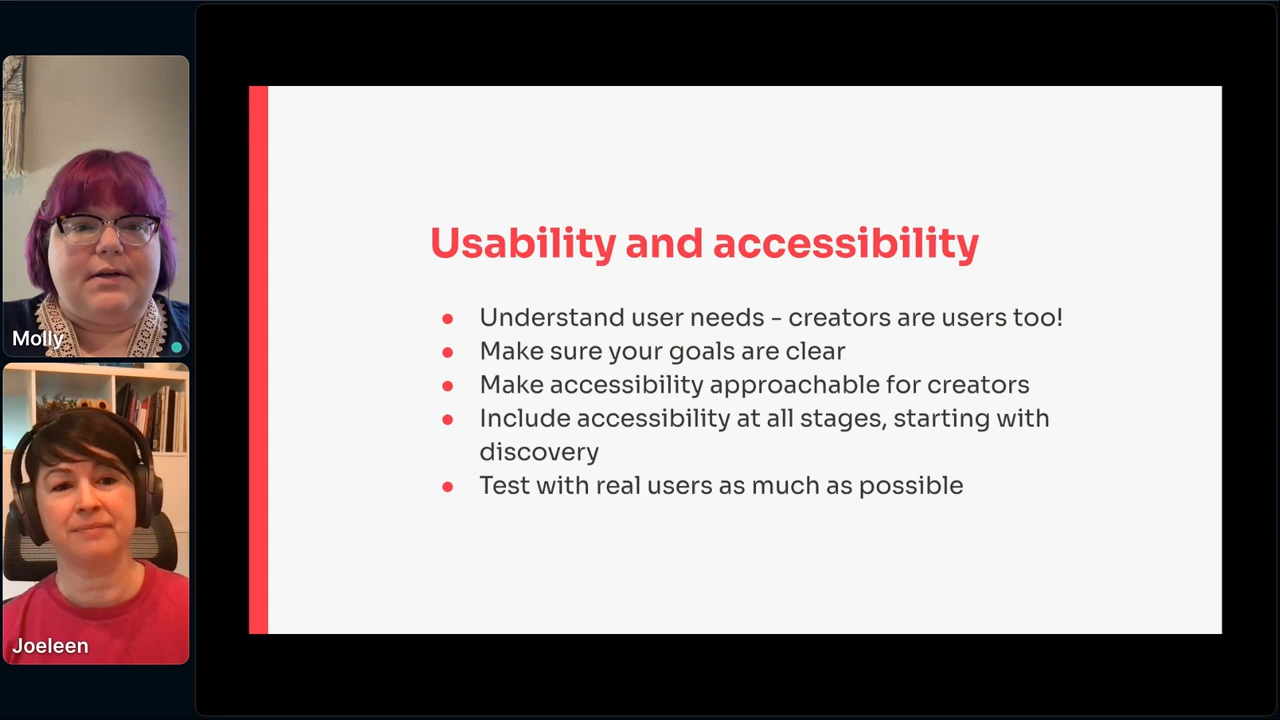 Molly
Joeleen
Usability and accessibility
● Understand user needs - creators are users too!
● Make sure your goals are clear
● Make accessibility approachable for creators
● Include accessibility at all stages, starting with
discovery
● Test with real users as much as possible